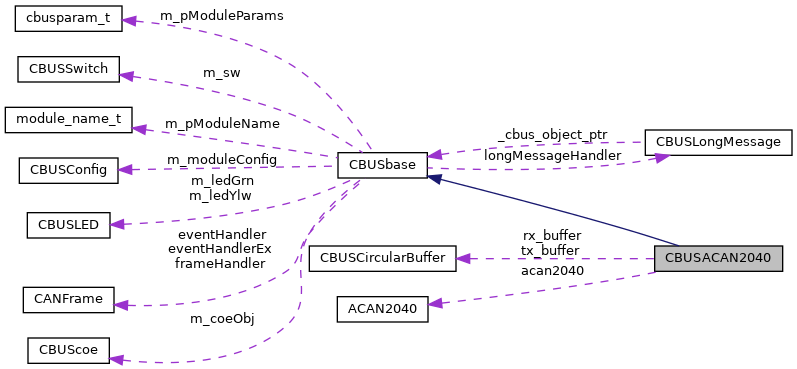 cbusparam_t
m_pModuleParams
CBUSSwitch
m_sw
module_name_t
m_pModuleName
CBUSbase
_cbus_object_ptr
CBUSLongMessage
longMessageHandler
CBUSConfig
m_moduleConfig
m_ledGrn
m_ledYlw
CBUSLED
eventHandler
eventHandlerEx
frameHandler
CBUSCircularBuffer
rx_buffer
tx_buffer
CBUSACAN2040
acan2040
CANFrame
ACAN2040
m_coeObj
CBUScoe